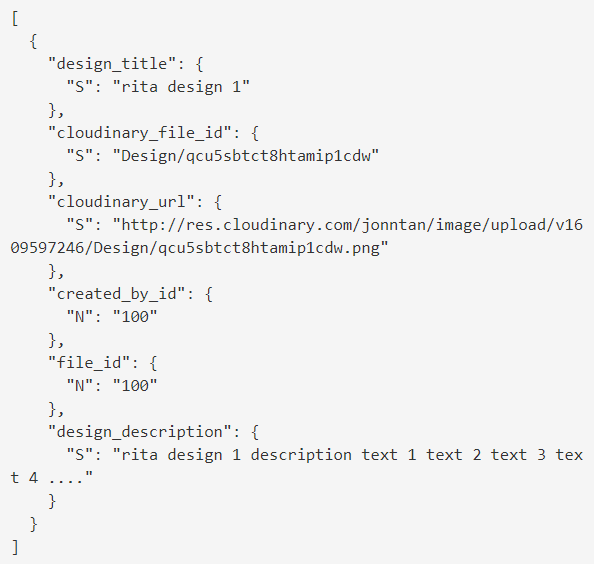 [
  {
    "design_title": {
      "S": "rita design 1"
    },
    "cloudinary_file_id": {
      "S": "Design/qcu5sbtct8htamip1cdw"
    },
    "cloudinary_url": {
      "S": "http://res.cloudinary.com/jonntan/image/upload/v16
09597246/Design/qcu5sbtct8htamip1cdw.png"
    },
    "created_by_id": {
      "N": "100"
    },
    "file_id": {
      "N": "100"
    },
    "design_description": {
      "S": "rita design 1 description text 1 text 2 text 3 tex
t 4 ...."
    }
  }
]